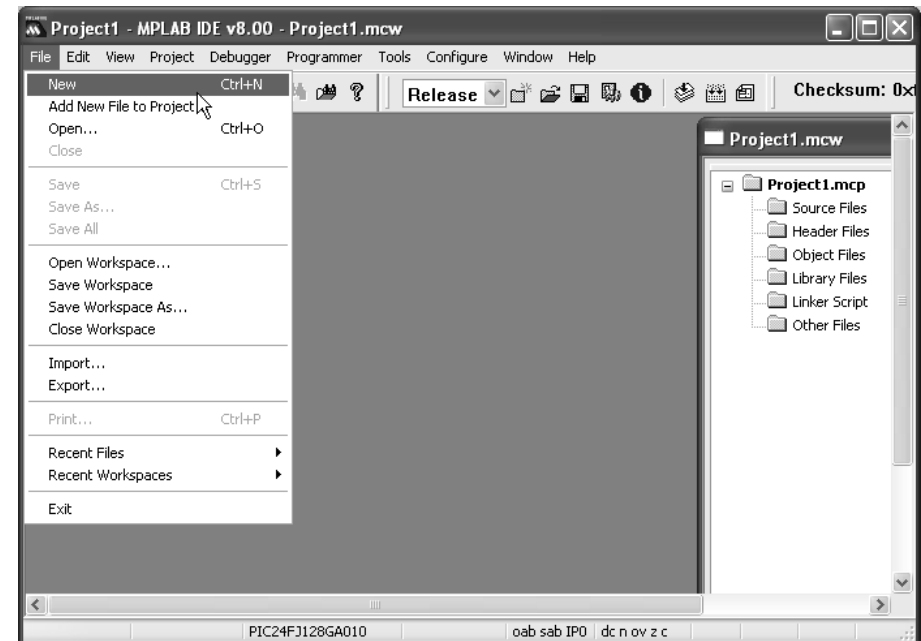 Project1 - MPLAB IDE v8.00 - Project1.mcw
File Edit View Project Debugger Programmer Tools Configure Window Help
New Ctrl+N
Add New File to Project
Open... Ctrl+O
Close
Save Ctrl+S
Save As...
Save All
Open Workspace...
Save Workspace
Save Workspace As...
Close Workspace
Import...
Export...
Print... Ctrl+P
Recent Files
Recent Workspaces
Exit
Release
Checksum:
Project1.mcw
Project1.mcp
Source Files
Header Files
Object Files
Library Files
Linker Script
Other Files
PIC24FJ128GA010 oab sab IP0 dc n ov z c